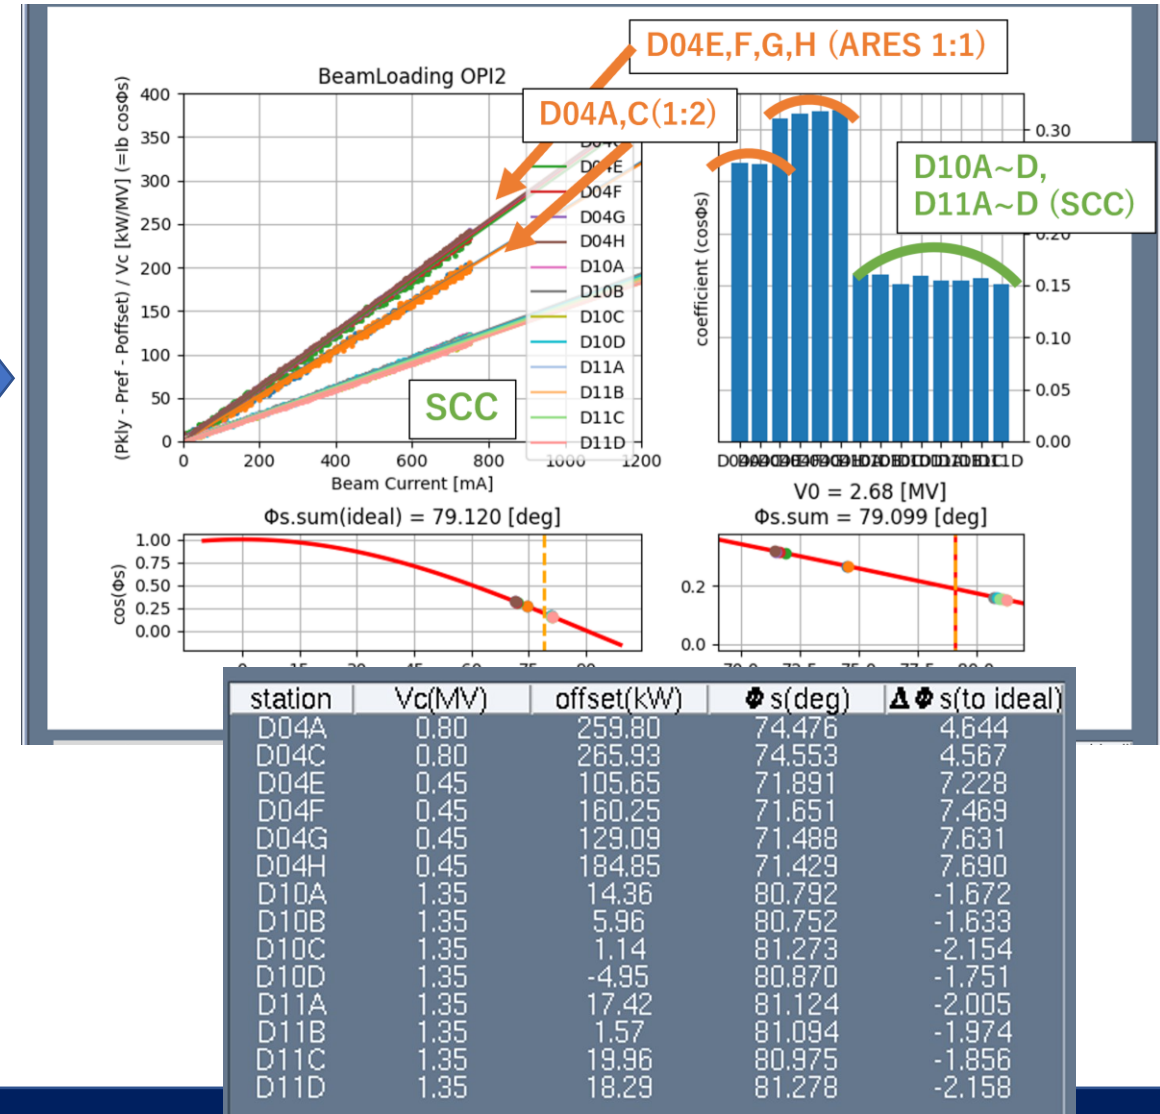 D04E,F,G,H (ARES 1:1)
BeamLoading OPI2
D04A,C(1:2)
(Pkly - Pref - Poffset) / Vc [kW/MV] (=Ib cosΦs)
400
350
300
250
200
150
100
50
0
D04E
D04F
D04G
D04H
D10A
D10B
D10C
D10D
D11A
D11B
D11C
D11D
SCC
0 200 400 600 800 1000 1200
Beam Current [mA]
coefficient (cosΦs)
0.30
D10A~D,
D11A~D (SCC)
0.20
0.15
0.10
0.05
0.00
V0 = 2.68 [MV]
Φs.sum(ideal) = 79.120 [deg]
Φs.sum = 79.099 [deg]
cos(Φs)
1.00
0.75
0.50
0.25
0.00
0.2
0.0
station Vc(MV) offset(kW) Φ s(deg) Δ Φ s(to ideal)
D04A 0.80 259.80 74.476 4.644
D04C 0.80 265.93 74.553 4.567
D04E 0.45 105.65 71.891 7.228
D04F 0.45 160.25 71.651 7.469
D04G 0.45 129.09 71.488 7.631
D04H 0.45 184.85 71.429 7.690
D10A 1.35 14.36 80.792 -1.672
D10B 1.35 5.96 80.752 -1.633
D10C 1.35 1.14 81.273 -2.154
D10D 1.35 -4.95 80.870 -1.751
D11A 1.35 17.42 81.124 -2.005
D11B 1.35 1.57 81.094 -1.974
D11C 1.35 19.96 80.975 -1.856
D11D 1.35 18.29 81.278 -2.158